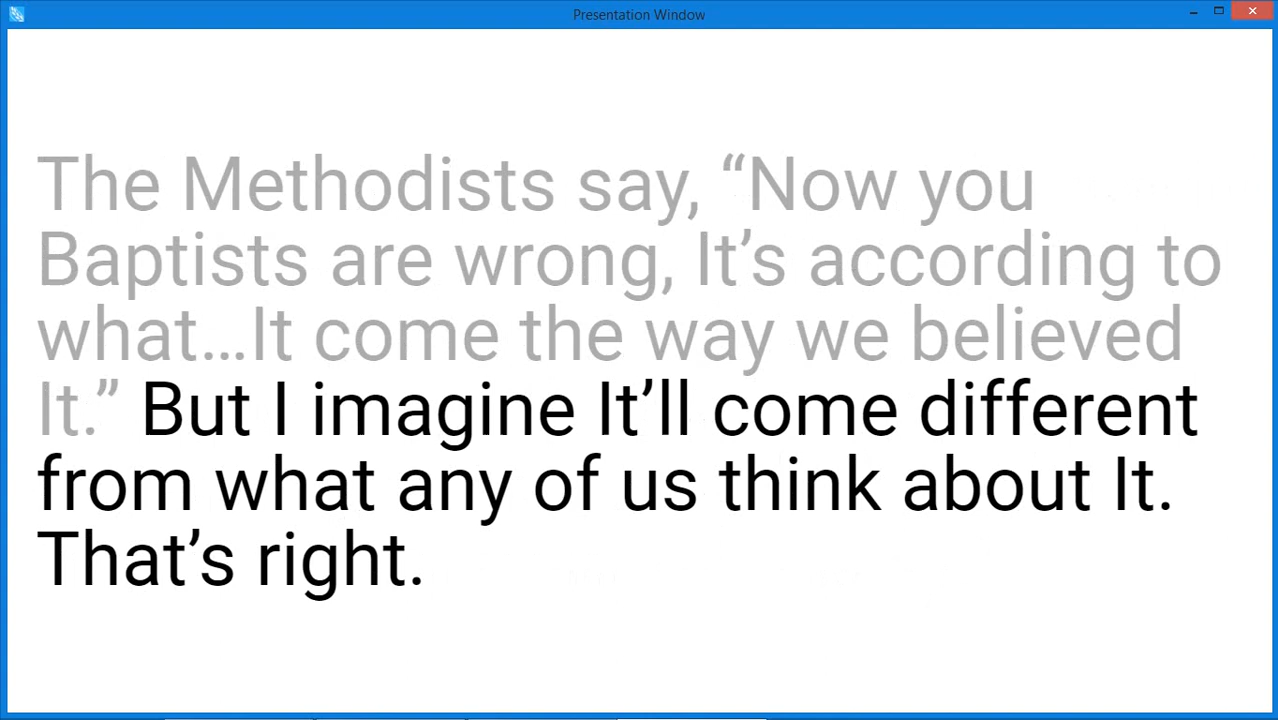 Presentation Window
The Methodists say, “Now you
Baptists are wrong, It’s according to
what…It come the way we believed
It.” But I imagine It’ll come different
from what any of us think about It.
That’s right.